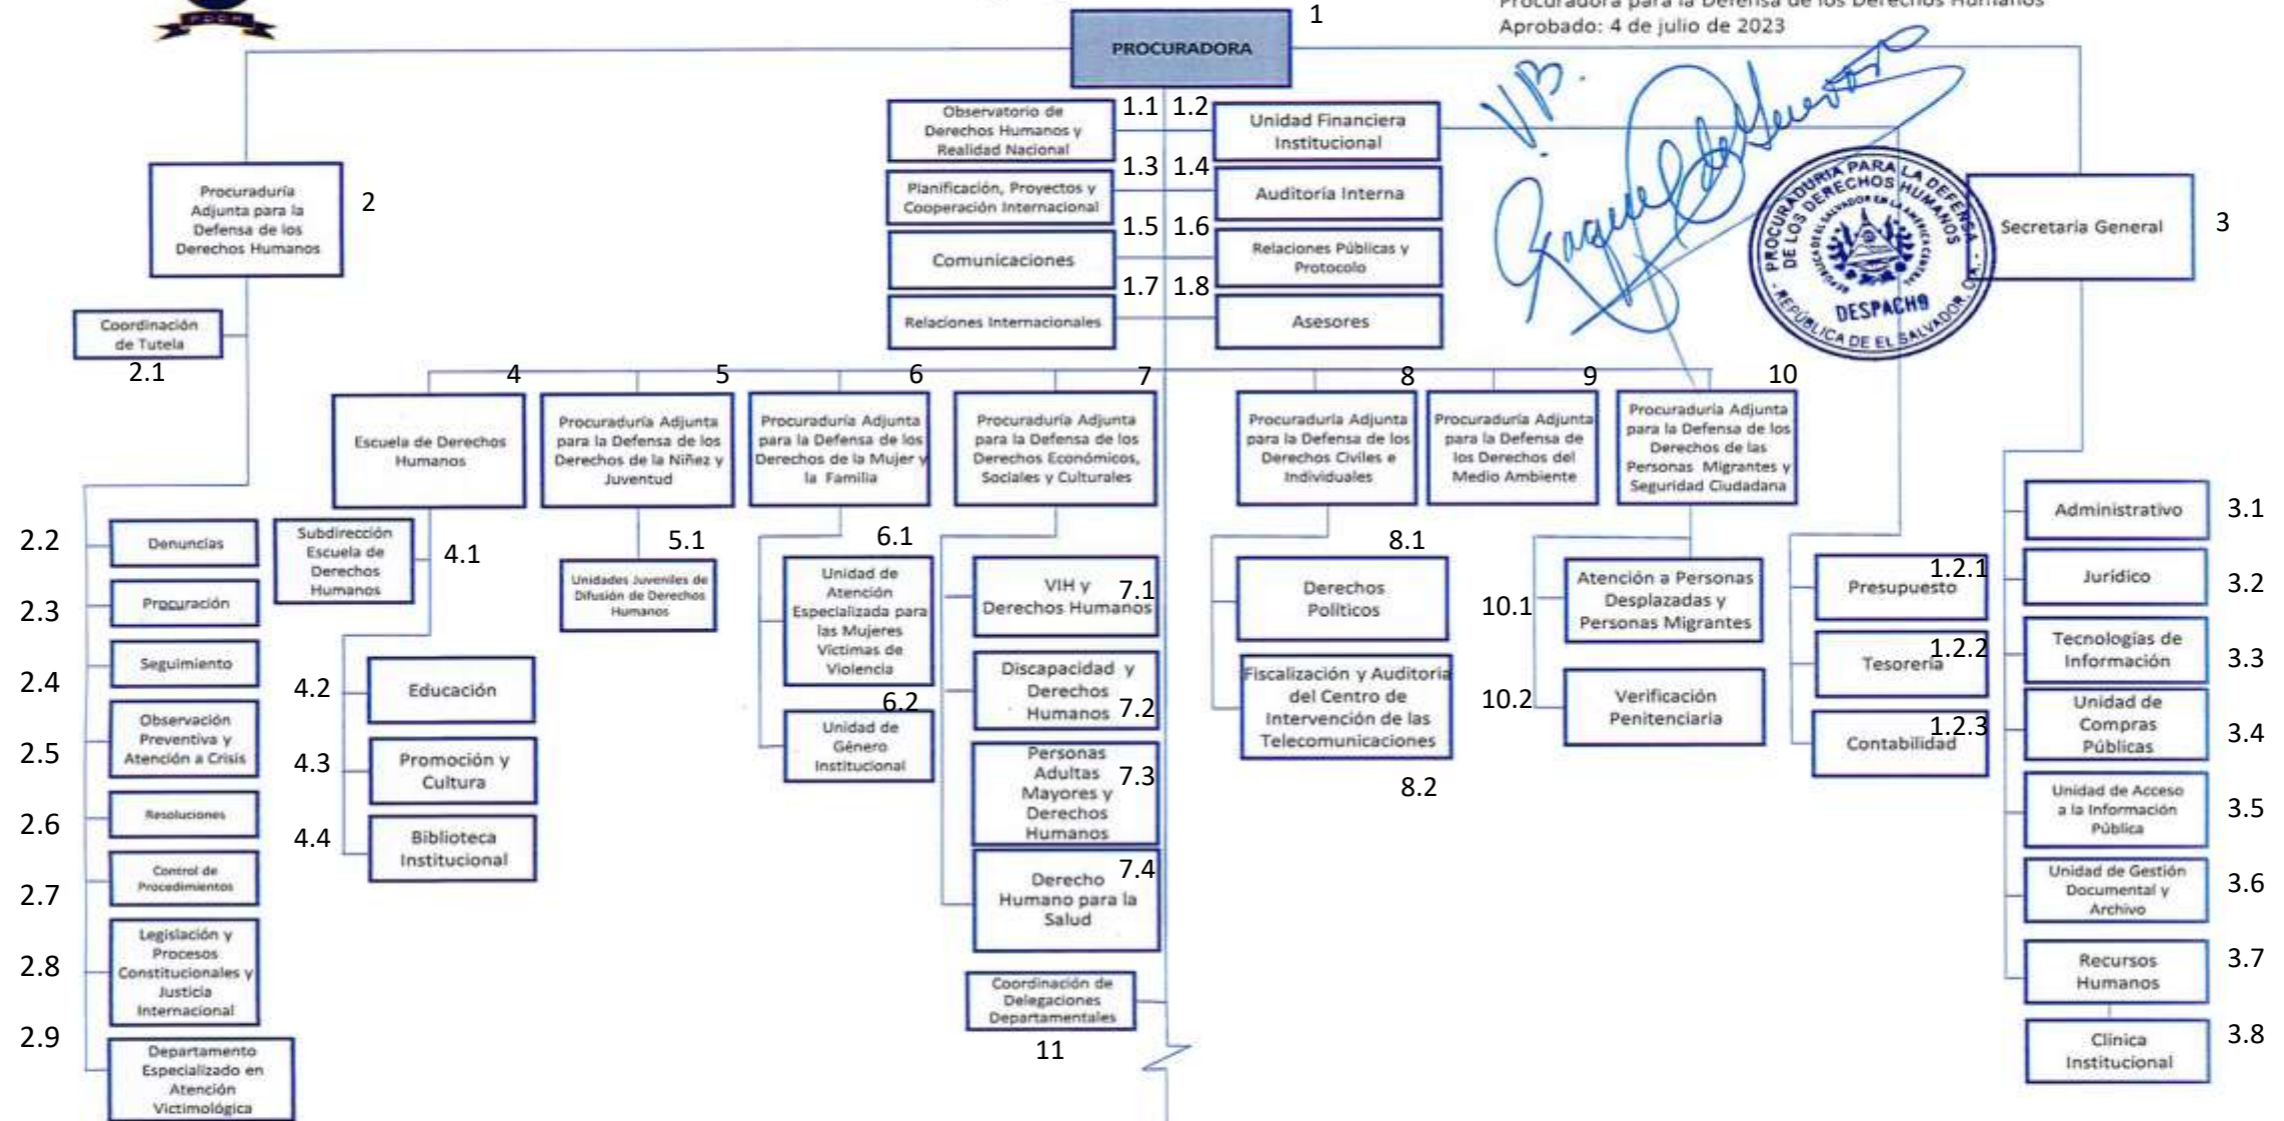 PDDH
Procuradora para la Defensa de los Derechos Humanos
Aprobado: 4 de julio de 2023
1
PROCURADORA
V/B.
1.1 1.2
Observatorio de
Derechos Humanos y
Realidad Nacional
Unidad Financiera
Institucional
1.3 1.4
Planificación, Proyectos y
Cooperación Internacional
Auditoria Interna
1.5 1.6
Comunicaciones
Relaciones Públicas y
Protocolo
1.7 1.8
Relaciones Internacionales
Asesores
PROCURADURIA PARA LA DEFENSA
DE LOS DERECHOS HUMANOS
REPÚBLICA DE EL SALVADOR EN LA AMÉRICA CENTRAL
DESPACHO
- REPÚBLICA DE EL SALVADOR, C.A. -
Procuraduría
Adjunta para la
Defensa de los
Derechos Humanos
2
Secretaria General
3
Coordinación
de Tutela
2.1
4
5
6
7
8
9
10
Escuela de Derechos
Humanos
Procuraduría Adjunta
para la Defensa de los
Derechos de la Niñez y
Juventud
Procuraduría Adjunta
para la Defensa de los
Derechos de la Mujer y
la Familia
Procuraduría Adjunta
para la Defensa de los
Derechos Económicos,
Sociales y Culturales
Procuraduría Adjunta
para la Defensa de los
Derechos Civiles e
Individuales
Procuraduría Adjunta
para la Defensa de
los Derechos del
Medio Ambiente
Procuraduría Adjunta
para la Defensa de los
Derechos de las
Personas Migrantes y
Seguridad Ciudadana
2.2
Denuncias
2.3
Procuración
2.4
Seguimiento
2.5
Observación
Preventiva y
Atención a Crisis
2.6
Resoluciones
2.7
Control de
Procedimientos
2.8
Legislación y
Procesos
Constitucionales y
Justicia
Internacional
2.9
Departamento
Especializado en
Atención
Victimológica
Subdirección
Escuela de
Derechos
Humanos
4.1
4.2
Educación
4.3
Promoción y
Cultura
4.4
Biblioteca
Institucional
5.1
Unidades Juveniles de
Difusión de Derechos
Humanos
6.1
Unidad de
Atención
Especializada para
las Mujeres
Víctimas de
Violencia
6.2
Unidad de
Género
Institucional
VIH y
Derechos Humanos
7.1
Discapacidad y
Derechos
Humanos
7.2
Personas
Adultas
Mayores y
Derechos
Humanos
7.3
Derecho
Humano para la
Salud
7.4
Coordinación de
Delegaciones
Departamentales
11
8.1
Derechos
Políticos
Fiscalización y Auditoria
del Centro de
Intervención de las
Telecomunicaciones
8.2
10.1
Atención a Personas
Desplazadas y
Personas Migrantes
10.2
Verificación
Penitenciaria
1.2.1
Presupuesto
1.2.2
Tesorería
1.2.3
Contabilidad
Administrativo
3.1
Jurídico
3.2
Tecnologías de
Información
3.3
Unidad de
Compras
Públicas
3.4
Unidad de Acceso
a la Información
Pública
3.5
Unidad de Gestión
Documental y
Archivo
3.6
Recursos
Humanos
3.7
Clínica
Institucional
3.8